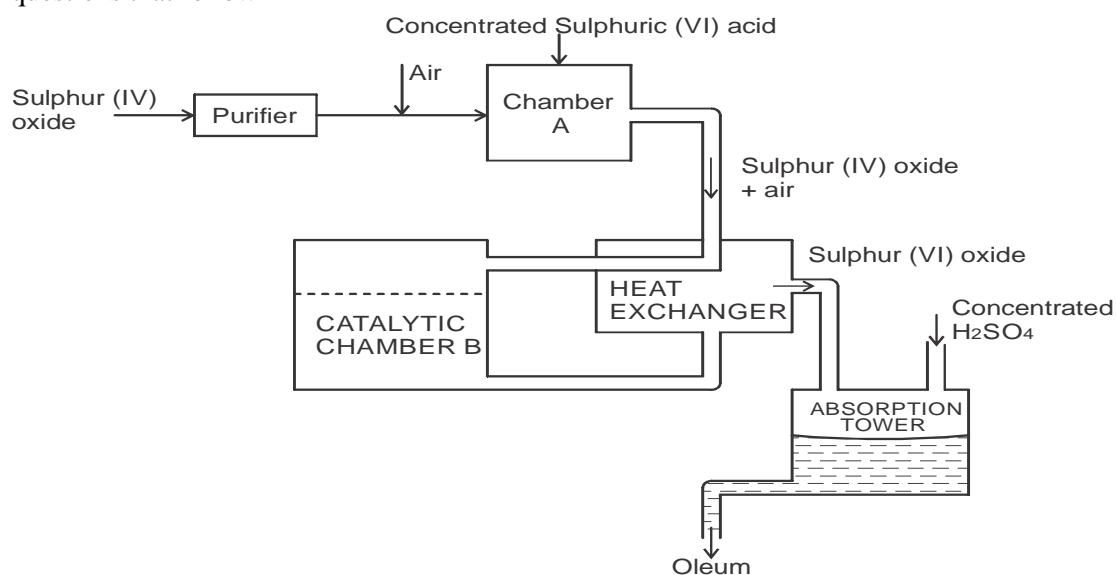 Concentrated Sulphuric (VI) acid
Air
Sulphur (IV)
oxide
Purifier
Chamber
A
Sulphur (IV) oxide
+ air
Sulphur (VI) oxide
HEAT
EXCHANGER
CATALYTIC
CHAMBER B
Concentrated
H2SO4
ABSORPTION
TOWER
Oleum